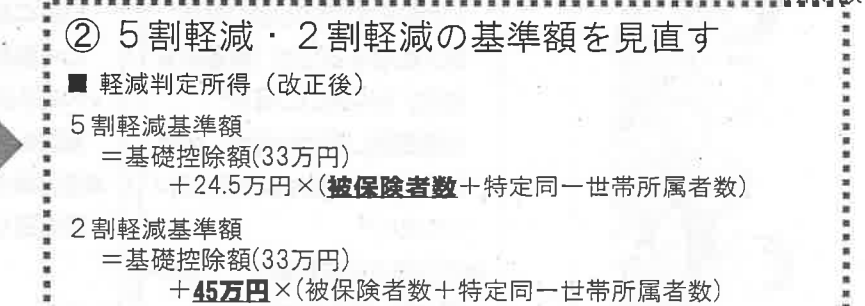 ② 5割軽減・2割軽減の基準額を見直す
■ 軽減判定所得（改正後）
5割軽減基準額
＝基礎控除額(33万円)
＋24.5万円×(被保険者数＋特定同一世帯所属者数)
2割軽減基準額
＝基礎控除額(33万円)
＋45万円×(被保険者数＋特定同一世帯所属者数)